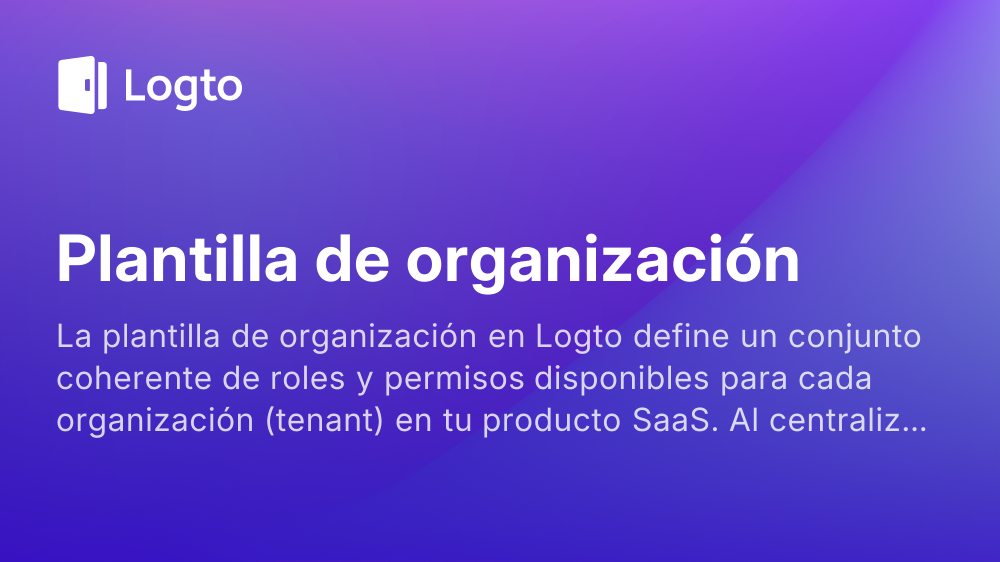 Logto
Plantilla de organización
La plantilla de organización en Logto define un conjunto
coherente de roles y permisos disponibles para cada
organización (tenant) en tu producto SaaS. Al centraliz...